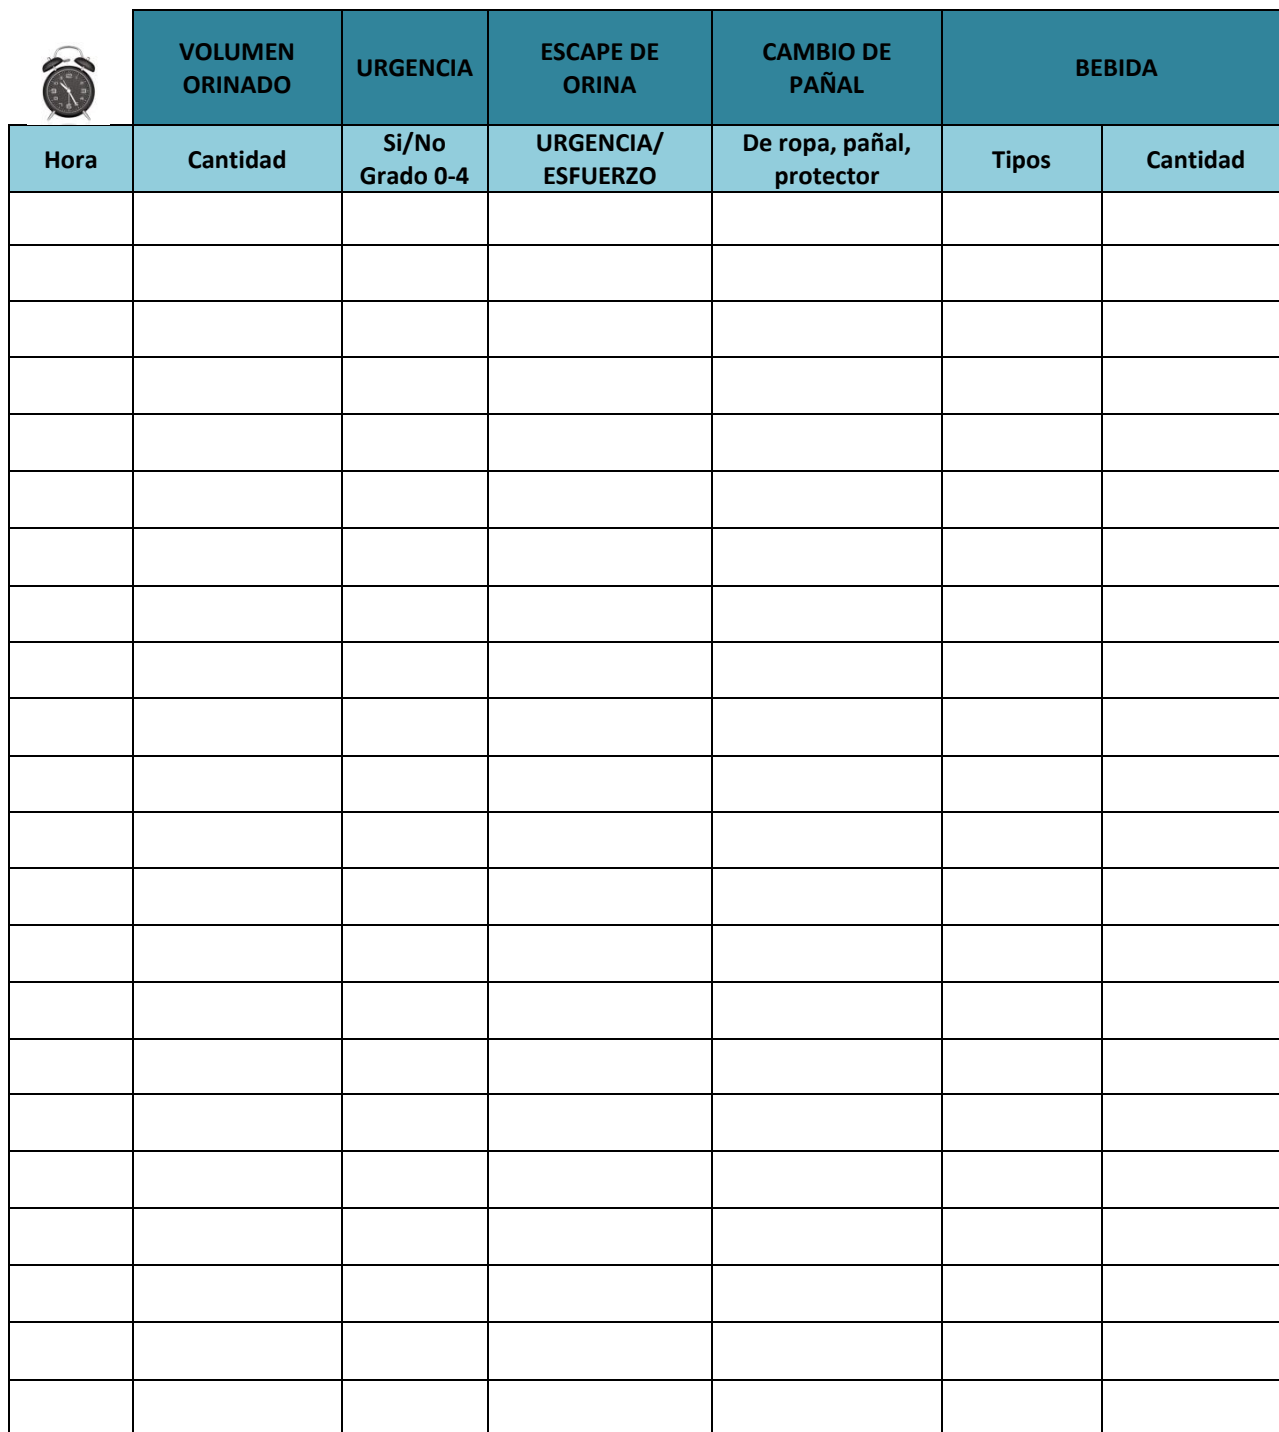 VOLUMEN
ORINADO
URGENCIA
ESCAPE DE
ORINA
CAMBIO DE
PAÑAL
BEBIDA
Hora
Cantidad
Si/No
Grado 0-4
URGENCIA/
ESFUERZO
De ropa, pañal,
protector
Tipos
Cantidad